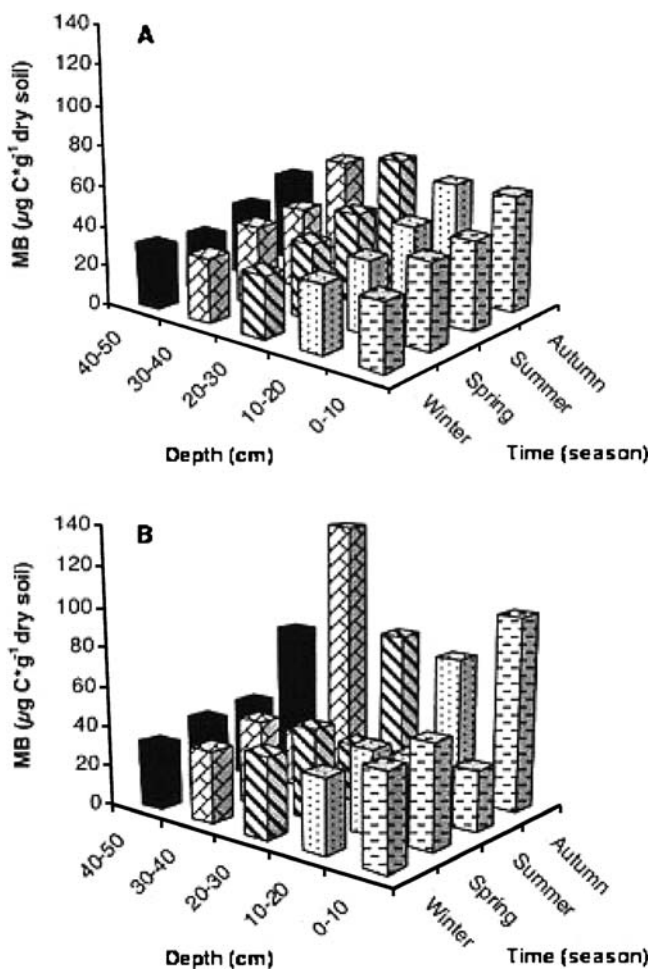 A
MB (µg C*g⁻¹ dry soil)
140
120
100
80
60
40
20
0
40-50
30-40
20-30
10-20
0-10
Winter
Spring
Summer
Autumn
Depth (cm)
Time (season)
B
MB (µg C*g⁻¹ dry soil)
140
120
100
80
60
40
20
0
40-50
30-40
20-30
10-20
0-10
Winter
Spring
Summer
Autumn
Depth (cm)
Time (season)